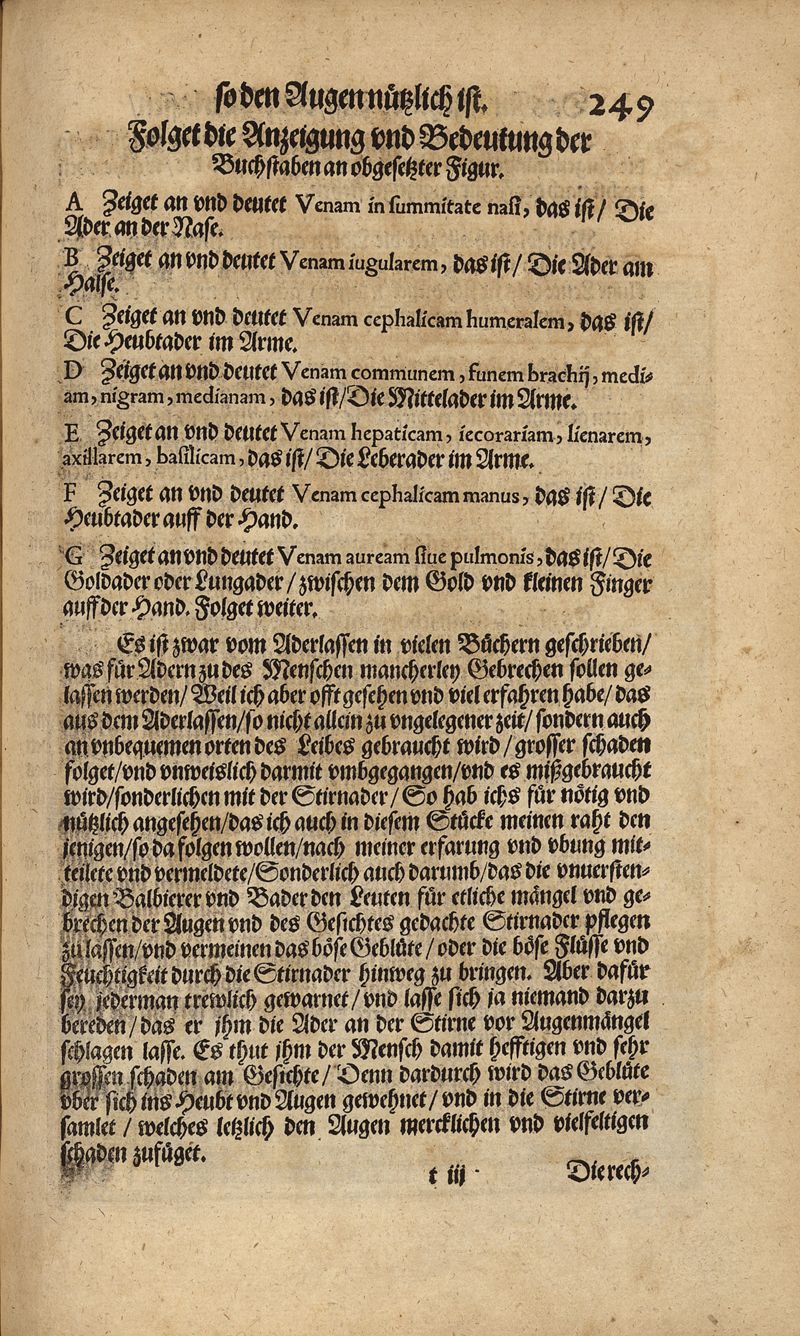 so den Augen nützlich ist. 249
Folget die Anzeigung vnd Bedeutung der
Buchstaben an obgesetzter Figur.
A Zeiget an vnd deutet Venam in summitate nasi, das ist/ Die
Ader an der Nase.
B Zeiget an vnd deutet Venam iugularem, das ist/ Die Ader am
Halse.
C Zeiget an vnd deutet Venam cephalicam humeralem, das ist/
Die Heubtader im Arme.
D Zeiget an vnd deutet Venam communem, funem brachij, medi-
am, nigram, medianam, das ist/Die Mittelader im Arme.
E Zeiget an vnd deutet Venam hepaticam, iecorariam, lienarem,
axillarem, basilicam, das ist/ Die Leberader im Arme.
F Zeiget an vnd deutet Venam cephalicam manus, das ist/ Die
Heubtader auff der Hand.
G Zeiget an vnd deutet Venam auream siue pulmonis, das ist/Die
Goldader oder Lungader/zwischen dem Gold vnd kleinen Finger
auff der Hand. Folget weiter.
Es ist zwar vom Aderlassen in vielen Büchern geschrieben/
was für Adern zu des Menschen mancherley Gebrechen sollen ge-
lassen werden/ Weil ich aber offt gesehen vnd viel erfahren habe/ das
aus dem Aderlassen/so nicht allein zu vngelegener zeit/ sondern auch
an vnbequemen orten des Leibes gebraucht wird/grosser schaden
folget/vnd vnweislich darmit vmbgegangen/vnd es mißgebraucht
wird/sonderlichen mit der Stirnader/ So hab ichs für nötig vnd
nützlich angesehen/das ich auch in diesem Stücke meinen raht den
jenigen/so da folgen wollen/nach meiner erfarung vnd vbung mit-
teilete vnd vermeldete/Sonderlich auch darumb/das die vnuersten-
digen Balbierer vnd Bader den Leuten für etliche mängel vnd ge-
brechen der Augen vnd des Gesichtes gedachte Stirnader pflegen
zu lassen/vnd vermeinen das böse Geblüte/oder die böse Flüsse vnd
Feuchtigkeit durch die Stirnader hinweg zu bringen. Aber dafür
sey jederman trewlich gewarnet/vnd lasse sich ja niemand darzu
bereden/das er jhm die Ader an der Stirne vor Augenmängel
schlagen lasse. Es thut jhm der Mensch damit hefftigen vnd sehr
grossen schaden am Gesichte/ Denn dardurch wird das Geblüte
vber sich ins Heubt vnd Augen gewehnet/vnd in die Stirne ver-
samlet / welches letzlich den Augen mercklichen vnd vielfeltigen
schaden zufüget.
t iij Die rech-